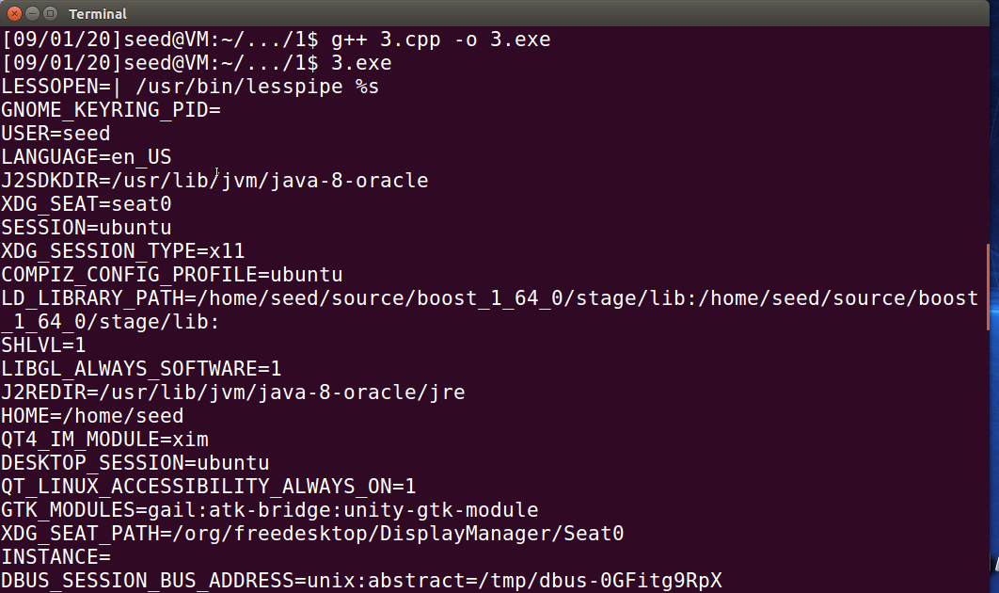 Terminal
[09/01/20]seed@VM:~/.../1$ g++ 3.cpp -o 3.exe
[09/01/20]seed@VM:~/.../1$ 3.exe
LESSOPEN=| /usr/bin/lesspipe %s
GNOME_KEYRING_PID=
USER=seed
LANGUAGE=en_US
J2SDKDIR=/usr/lib/jvm/java-8-oracle
XDG_SEAT=seat0
SESSION=ubuntu
XDG_SESSION_TYPE=x11
COMPIZ_CONFIG_PROFILE=ubuntu
LD_LIBRARY_PATH=/home/seed/source/boost_1_64_0/stage/lib:/home/seed/source/boost
_1_64_0/stage/lib:
SHLVL=1
LIBGL_ALWAYS_SOFTWARE=1
J2REDIR=/usr/lib/jvm/java-8-oracle/jre
HOME=/home/seed
QT4_IM_MODULE=xim
DESKTOP_SESSION=ubuntu
QT_LINUX_ACCESSIBILITY_ALWAYS_ON=1
GTK_MODULES=gail:atk-bridge:unity-gtk-module
XDG_SEAT_PATH=/org/freedesktop/DisplayManager/Seat0
INSTANCE=
DBUS_SESSION_BUS_ADDRESS=unix:abstract=/tmp/dbus-0GFitg9RpX